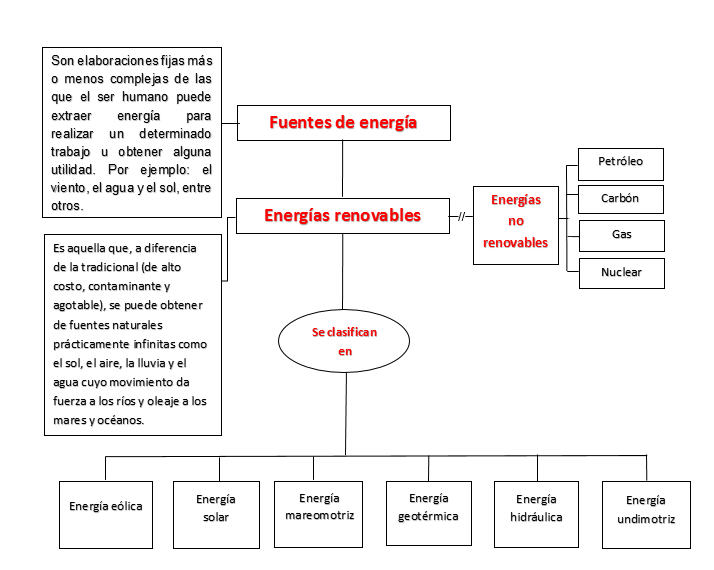 Son elaboraciones fijas más
o menos complejas de las
que el ser humano puede
extraer energía para
realizar un determinado
trabajo u obtener alguna
utilidad. Por ejemplo: el
viento, el agua y el sol, entre
otros.
Fuentes de energía
Energías renovables
//
Energías
no
renovables
Petróleo
Carbón
Gas
Nuclear
Es aquella que, a diferencia
de la tradicional (de alto
costo, contaminante y
agotable), se puede obtener
de fuentes naturales
prácticamente infinitas como
el sol, el aire, la lluvia y el
agua cuyo movimiento da
fuerza a los ríos y oleaje a los
mares y océanos.
Se clasifican
en
Energía eólica
Energía
solar
Energía
mareomotriz
Energía
geotérmica
Energía
hidráulica
Energía
undimotriz